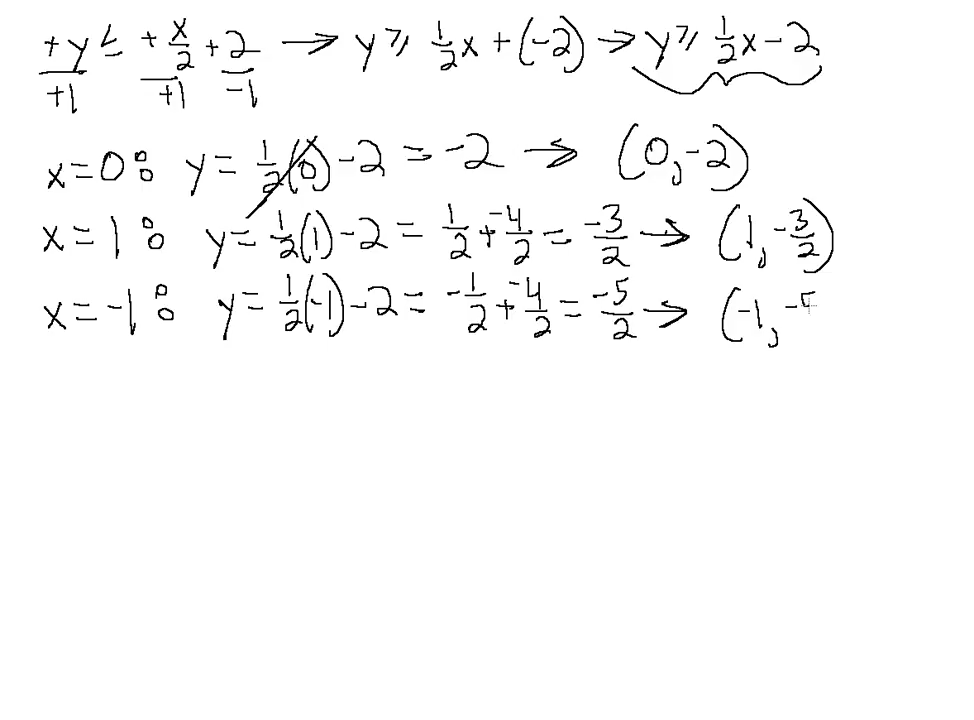 +y/+1 ≤ +x/2/+1 +2/-1 → y ≥ 1/2x + (-2) → y ≥ 1/2x - 2
x=0: y = 1/2(0) - 2 = -2 → (0, -2)
x=1: y = 1/2(1) - 2 = 1/2 + -4/2 = -3/2 → (1, -3/2)
x=-1: y = 1/2(-1) - 2 = -1/2 + -4/2 = -5/2 → (-1, -5